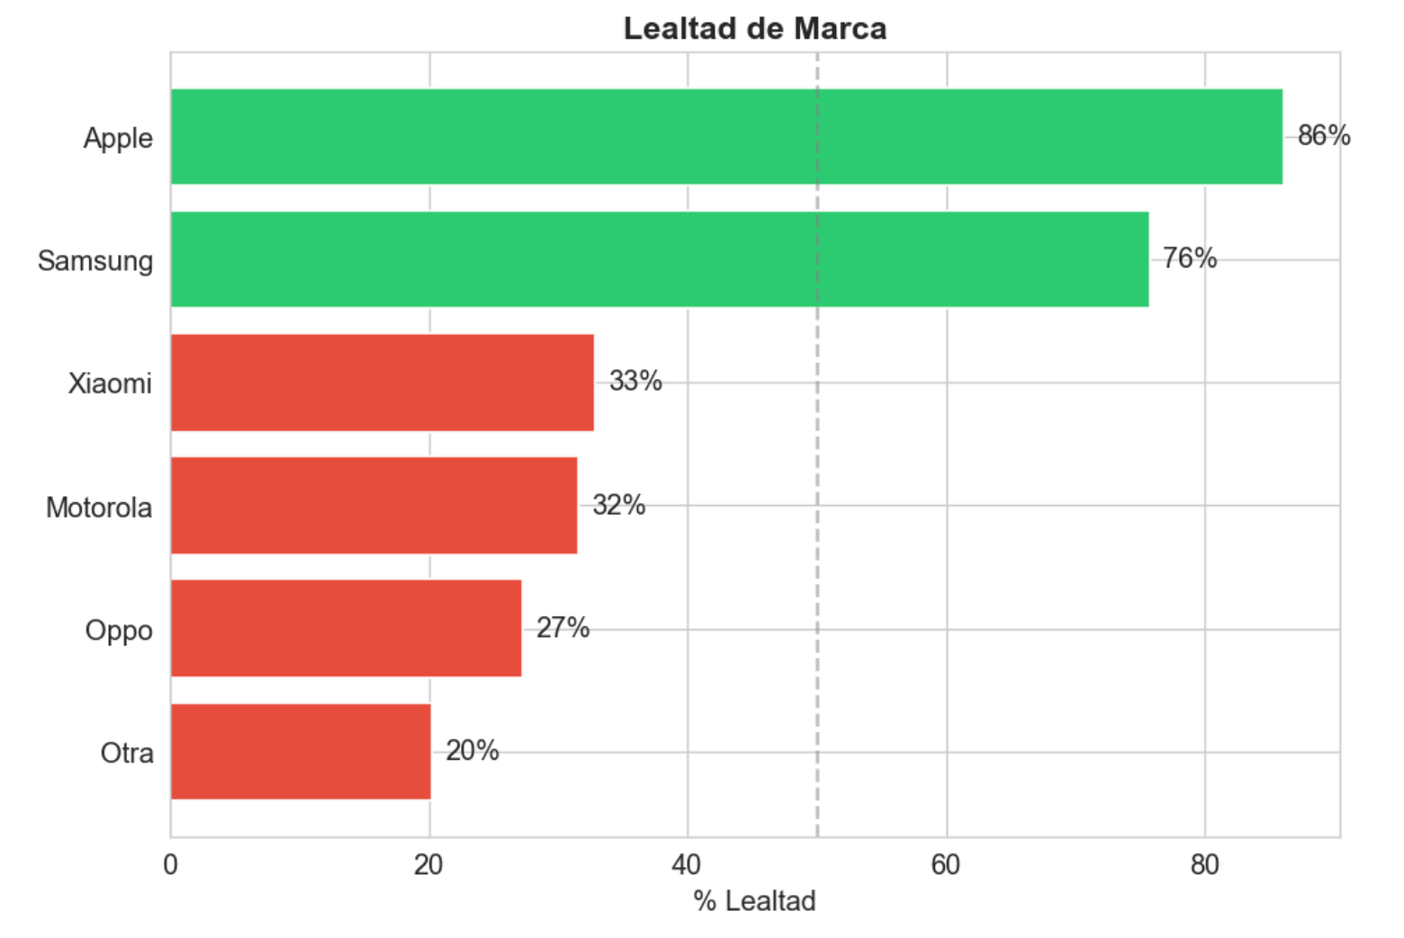 Lealtad de Marca
Apple
86%
Samsung
76%
Xiaomi
33%
Motorola
32%
Oppo
27%
Otra
20%
0 20 40 60 80
% Lealtad